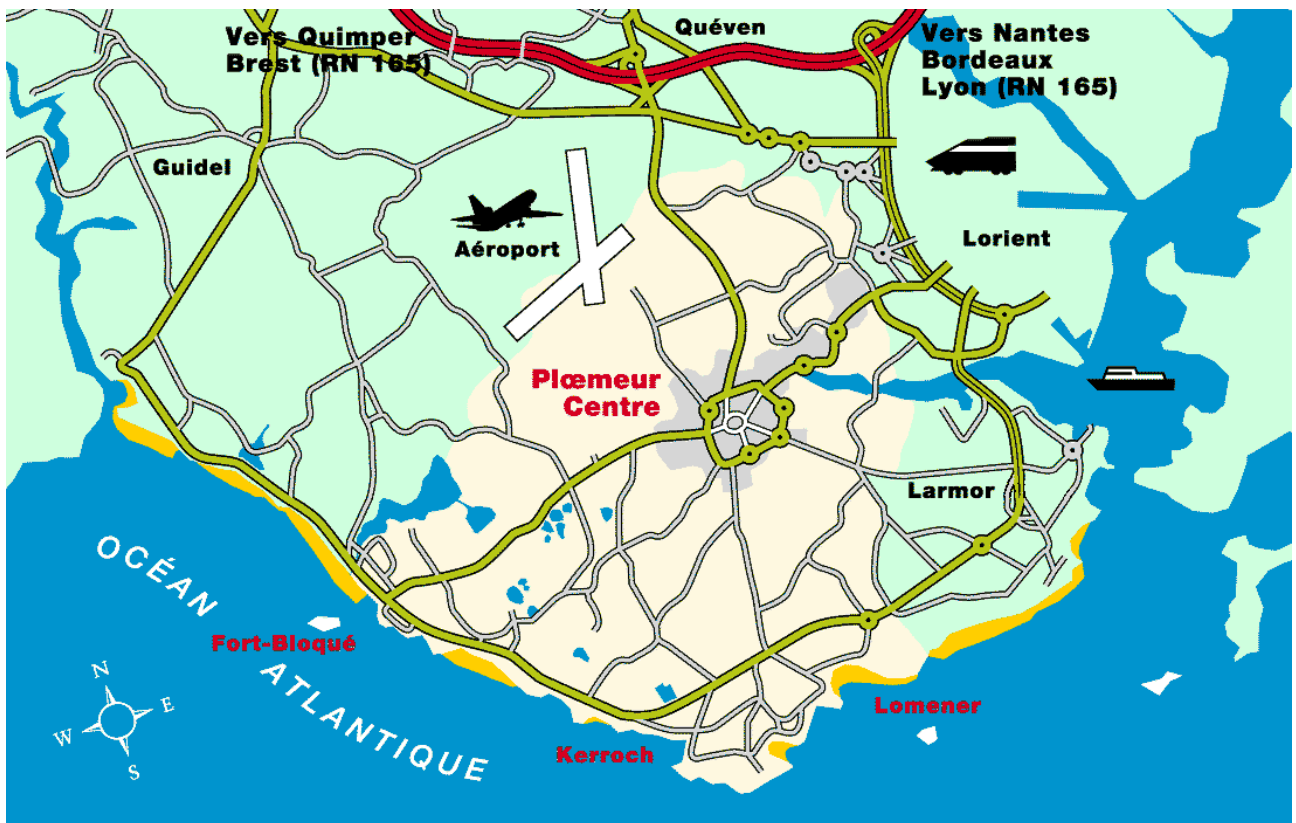 Quéven
Vers Quimper
Brest (RN 165)
Vers Nantes
Bordeaux
Lyon (RN 165)
Guidel
Aéroport
Lorient
Plœmeur
Centre
Larmor
OCÉAN
ATLANTIQUE
Fort-Bloqué
Lomener
Kerroch
N
E
W
S